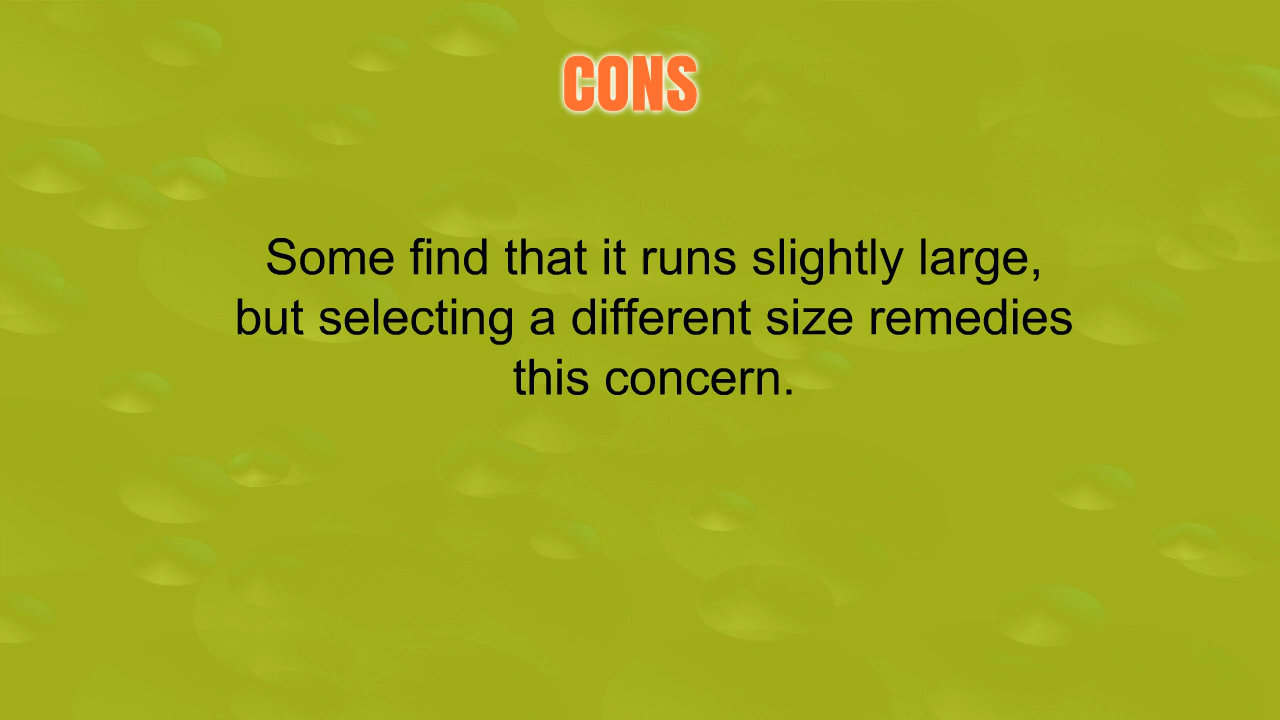 CONS
Some find that it runs slightly large,
but selecting a different size remedies
this concern.